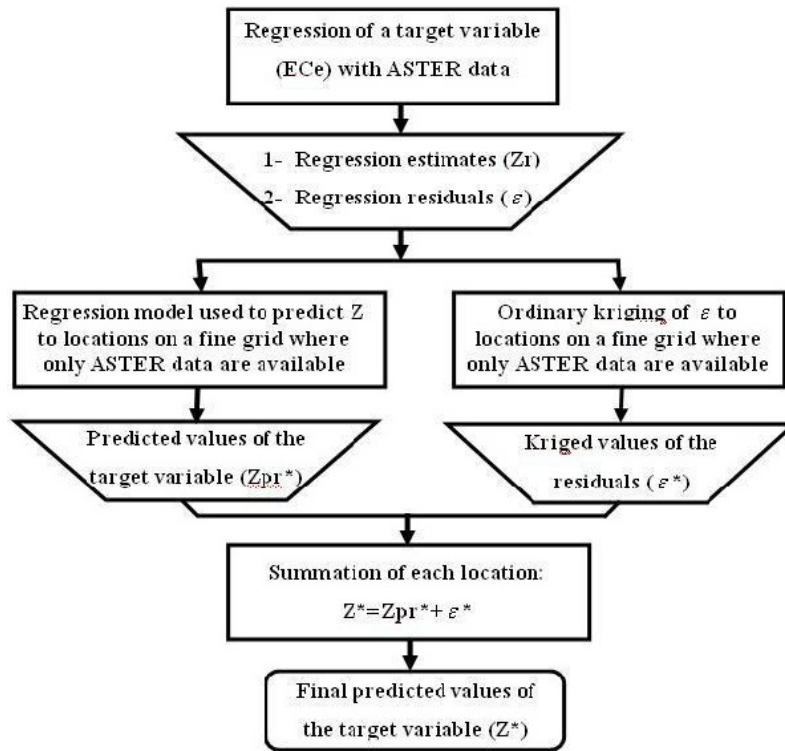 Regression of a target variable
(ECe) with ASTER data
1- Regression estimates (Zr)
2- Regression residuals (ε)
Regression model used to predict Z
to locations on a fine grid where
only ASTER data are available
Ordinary kriging of ε to
locations on a fine grid where
only ASTER data are available
Predicted values of the
target variable (Zpr*)
Kriged values of the
residuals (ε*)
Summation of each location:
Z*=Zpr*+ ε*
Final predicted values of
the target variable (Z*)